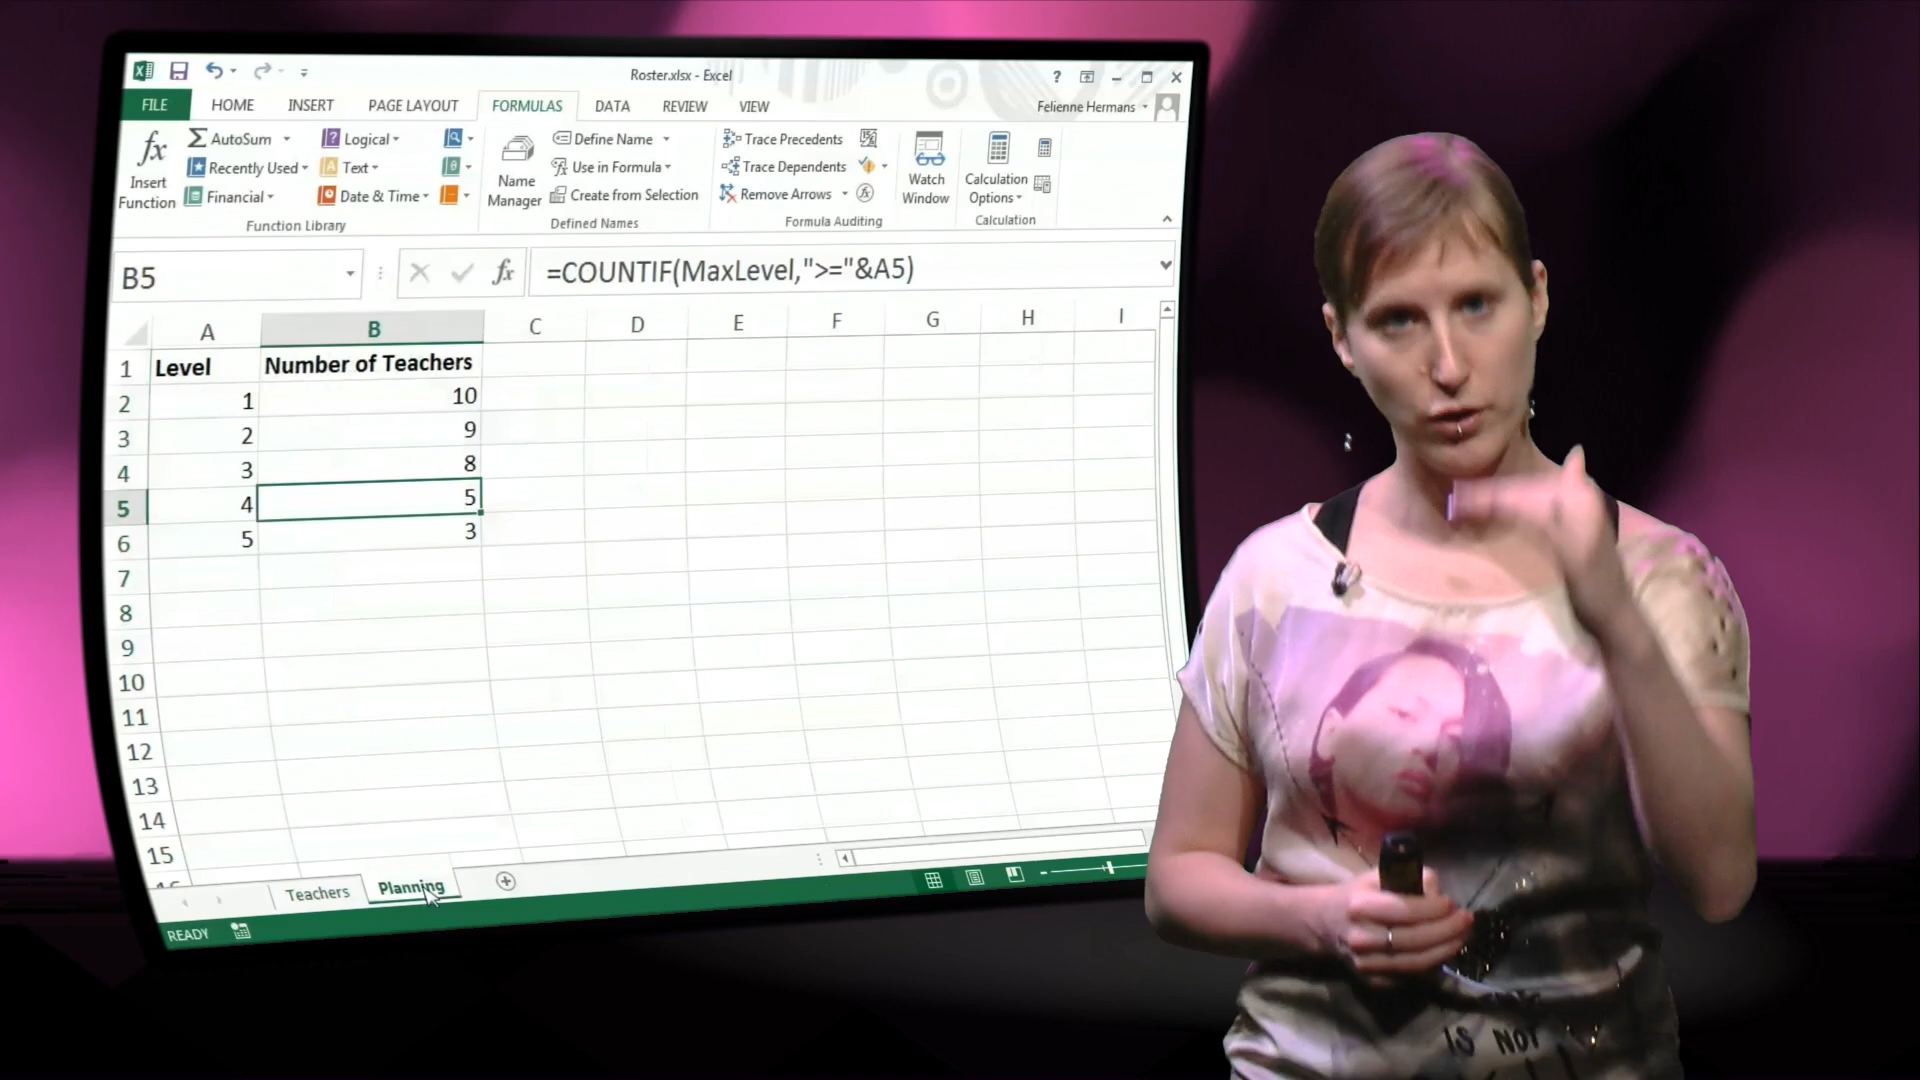 Roster.xlsx - Excel
?
FILE HOME INSERT PAGE LAYOUT FORMULAS DATA REVIEW VIEW Felienne Hermans
fx
Insert
Function
AutoSum
Recently Used
Financial
Logical
Text
Date & Time
Function Library
Name
Manager
Define Name
Use in Formula
Create from Selection
Defined Names
Trace Precedents
Trace Dependents
Remove Arrows
Formula Auditing
Watch
Window
Calculation
Options
Calculation
B5 fx =COUNTIF(MaxLevel,">="&A5)
A B C D E F G H I
1 Level Number of Teachers
2 1 10
3 2 9
4 3 8
5 4 5
6 5 3
7
8
9
10
11
12
13
14
15
Teachers Planning
READY
IS NOT